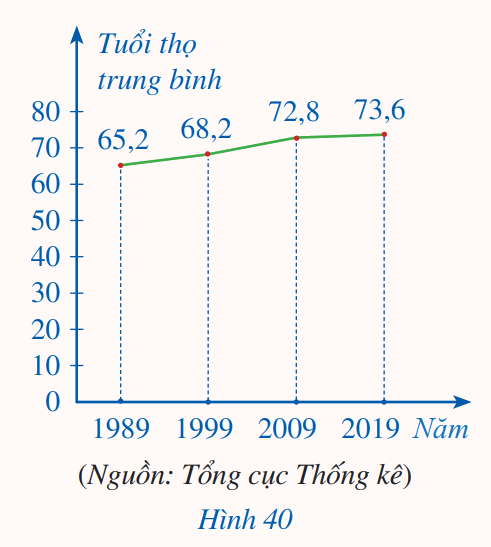 Tuổi thọ
trung bình
80
70
60
50
40
30
20
10
0
65,2
68,2
72,8
73,6
1989 1999 2009 2019 Năm
(Nguồn: Tổng cục Thống kê)
Hình 40